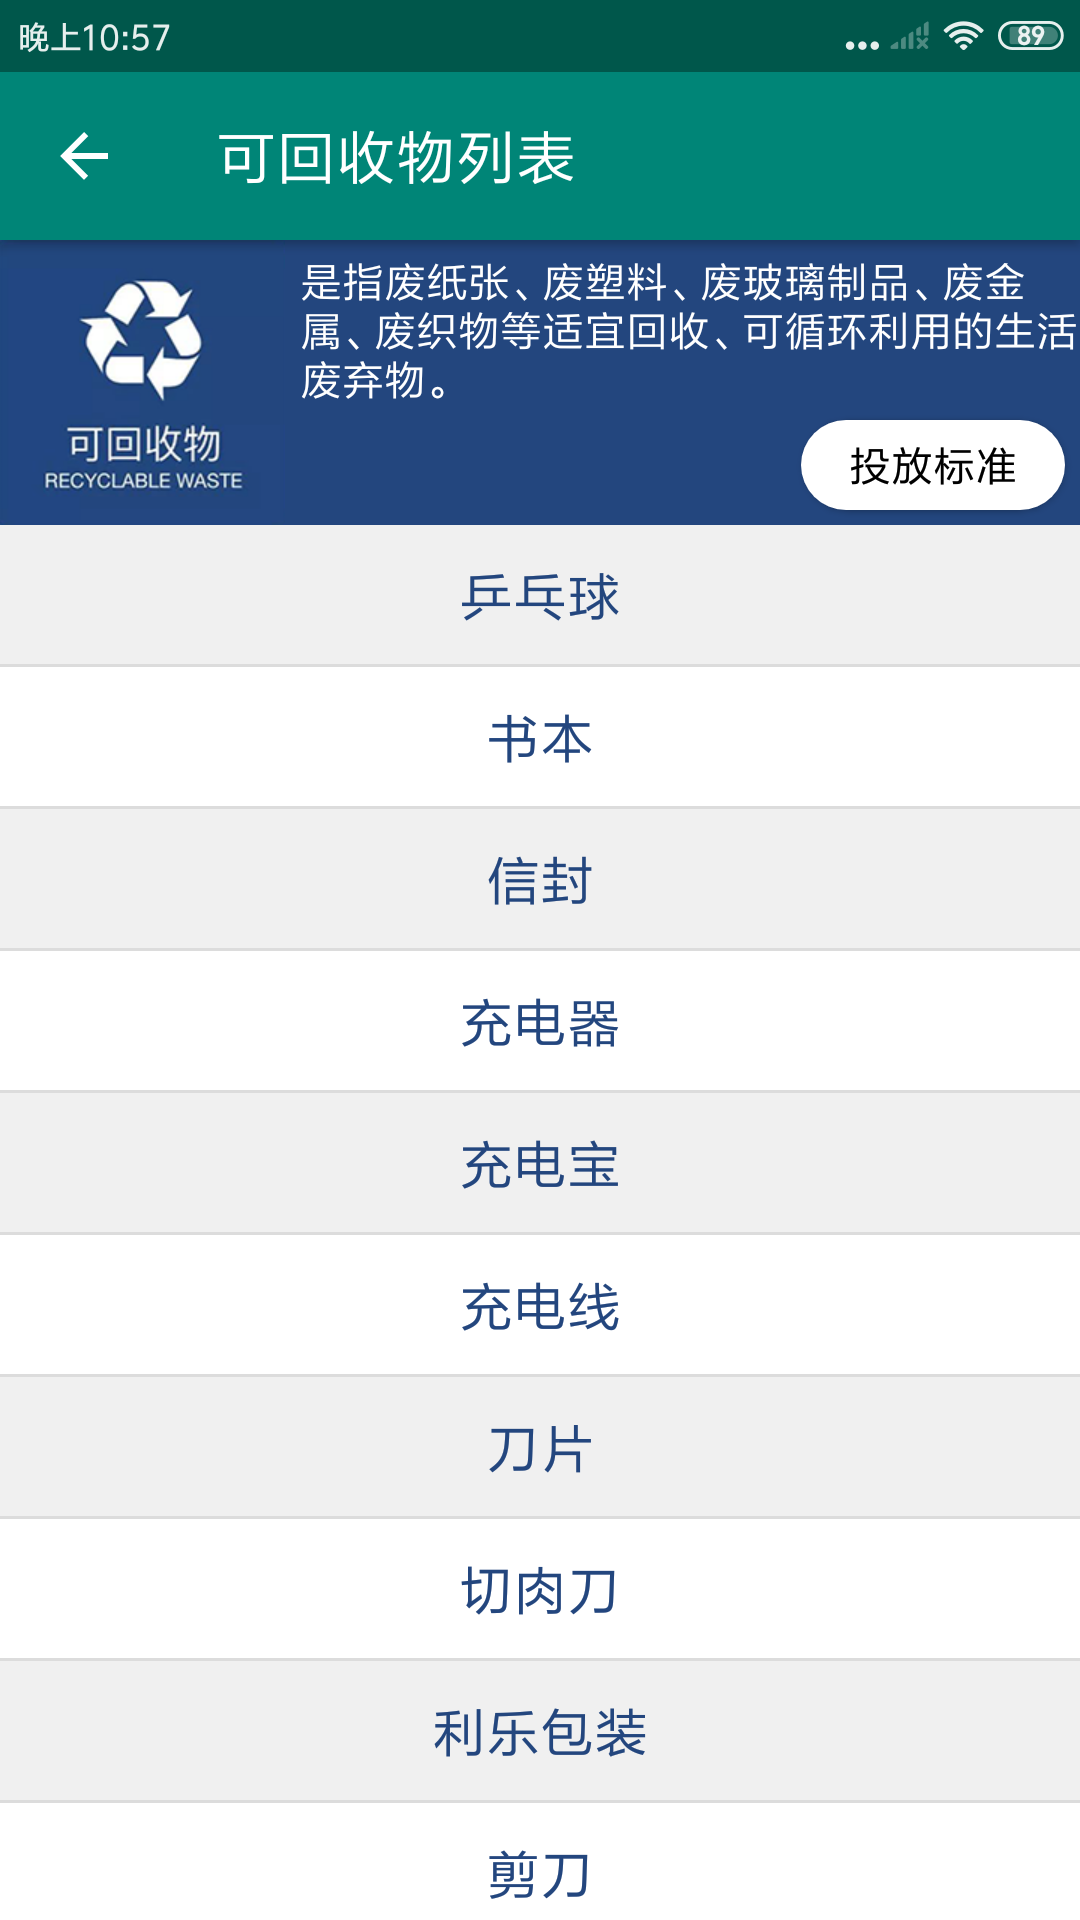 晚上10:57
89
可回收物列表
是指废纸张、废塑料、废玻璃制品、废金
属、废织物等适宜回收、可循环利用的生活
废弃物。
可回收物
RECYCLABLE WASTE
投放标准
乒乓球
书本
信封
充电器
充电宝
充电线
刀片
切肉刀
利乐包装
剪刀